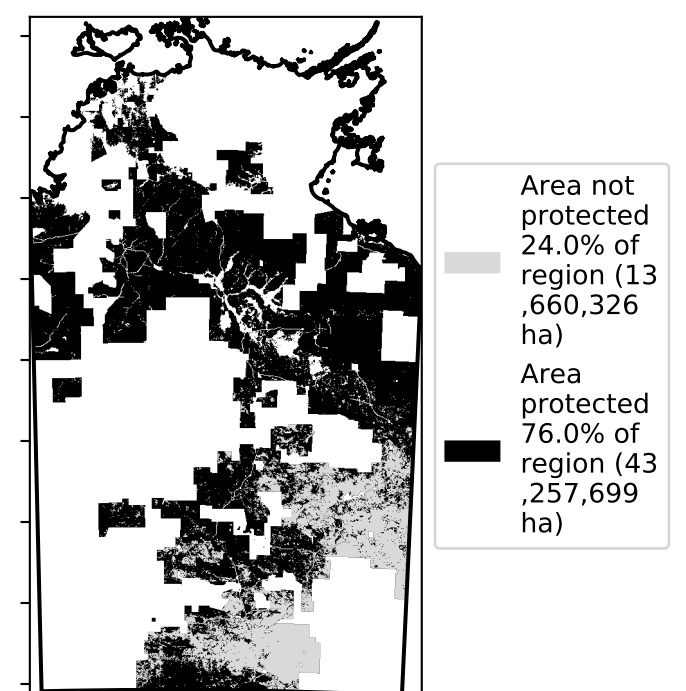 Area not
protected
24.0% of
region (13
,660,326
ha)
Area
protected
76.0% of
region (43
,257,699
ha)